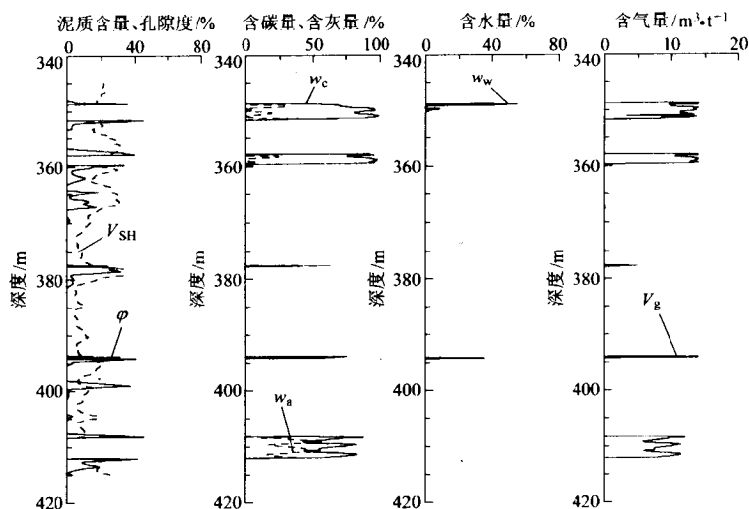 泥质含量、孔隙度/% 含碳量、含灰量/% 含水量/% 含气量/m³·t⁻¹
0 40 80 0 50 100 0 40 80 0 10 20
340 340 340 340
w_c w_w
360 360 360 360
V_SH
深度/m 深度/m 深度/m 深度/m
380 380 380 380
φ V_g
400 400 400 400
w_a
420 420 420 420